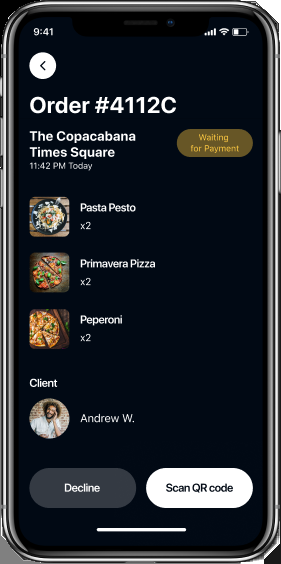 9:41
Order #4112C
The Copacabana
Times Square
11:42 PM Today
Waiting
for Payment
Pasta Pesto
x2
Primavera Pizza
x2
Peperoni
x2
Client
Andrew W.
Decline
Scan QR code